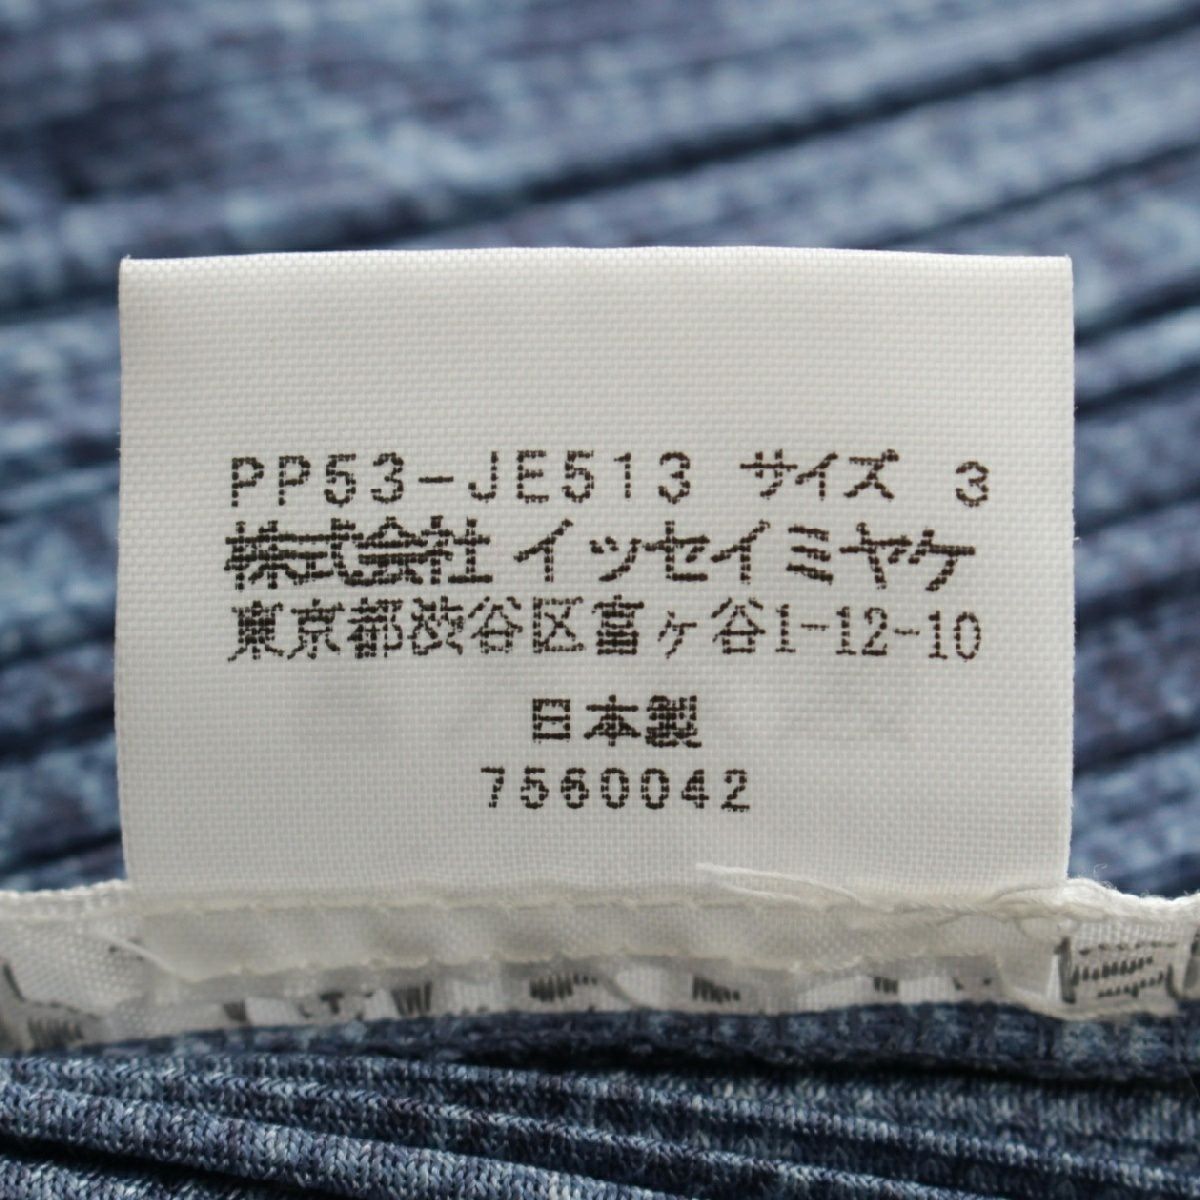 PP53-JE513 サイズ 3
株式会社 イッセイミヤケ
東京都渋谷区富ヶ谷1-12-10
日本製
7560042